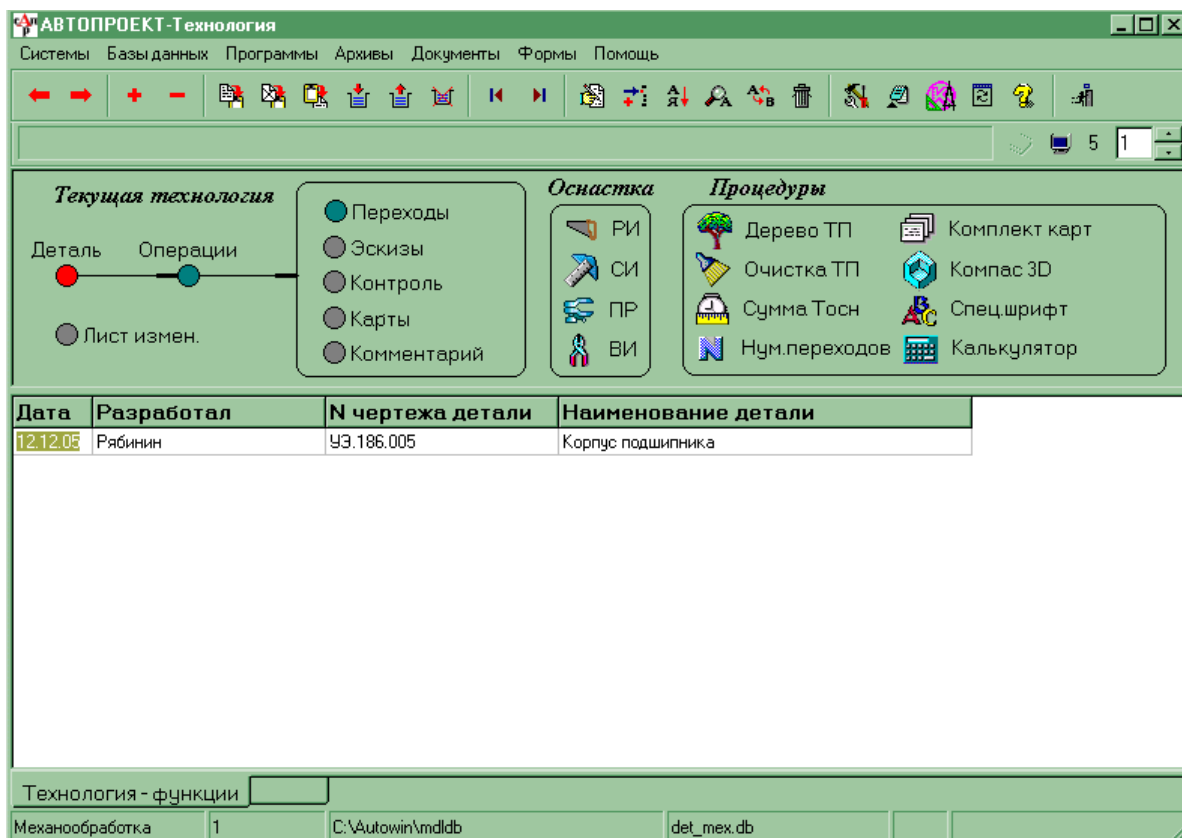 АВТОПРОЕКТ-Технология
Системы Базы данных Программы Архивы Документы Формы Помощь
5 1
Текущая технология
Деталь Операции
Лист измен.
Переходы
Эскизы
Контроль
Карты
Комментарий
Оснастка
РИ
СИ
ПР
ВИ
Процедуры
Дерево ТП Комплект карт
Очистка ТП Компас 3D
Сумма Тосн Спец.шрифт
Нум.переходов Калькулятор
Дата Разработал N чертежа детали Наименование детали
12.12.05 Рябинин УЭ.186.005 Корпус подшипника
Технология - функции
Механообработка 1 C:\Autowin\mdldb det_mex.db